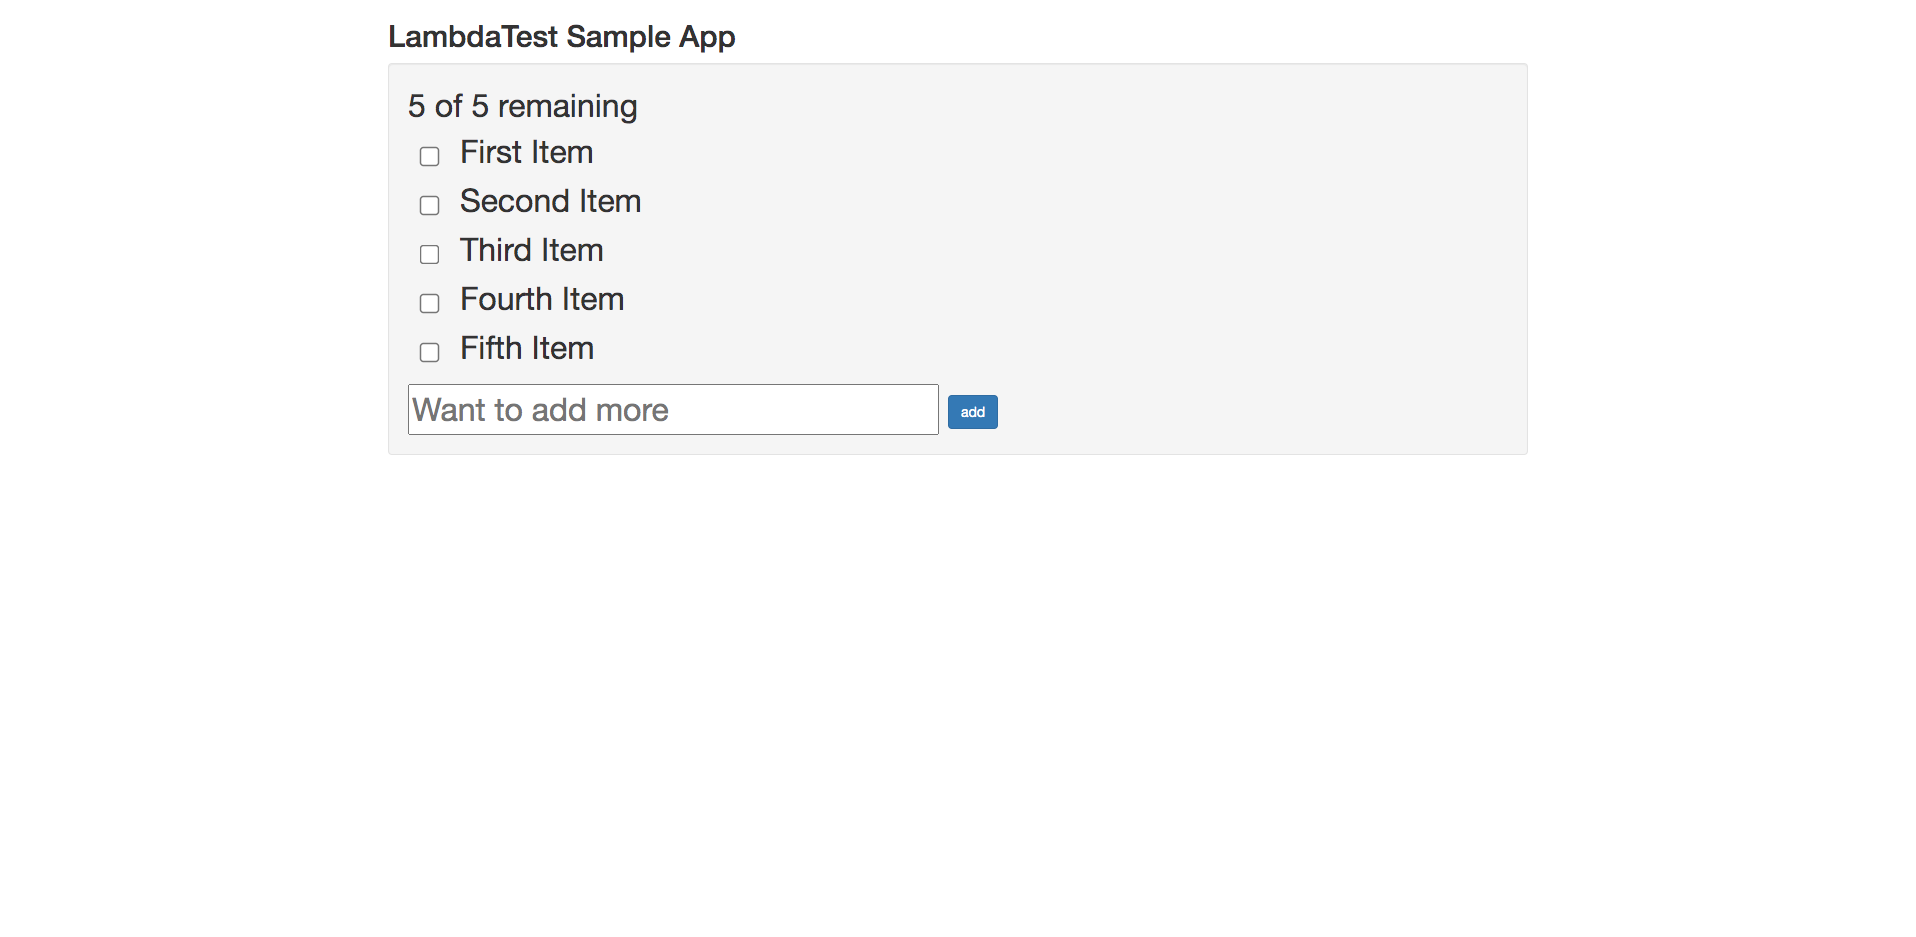 LambdaTest Sample App
5 of 5 remaining
First Item
Second Item
Third Item
Fourth Item
Fifth Item
Want to add more
add